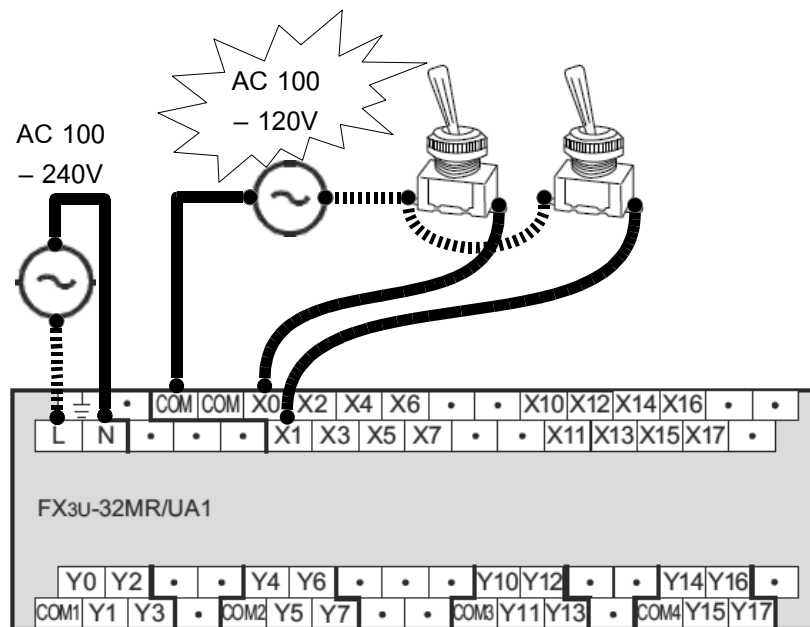 AC 100
– 120V
AC 100
– 240V
• COM COM X0 X2 X4 X6 • • X10 X12 X14 X16 • •
L N • • • X1 X3 X5 X7 • • X11 X13 X15 X17 •
FX3U-32MR/UA1
Y0 Y2 • • Y4 Y6 • • • Y10 Y12 • • Y14 Y16 •
COM1 Y1 Y3 • COM2 Y5 Y7 • • COM3 Y11 Y13 • COM4 Y15 Y17